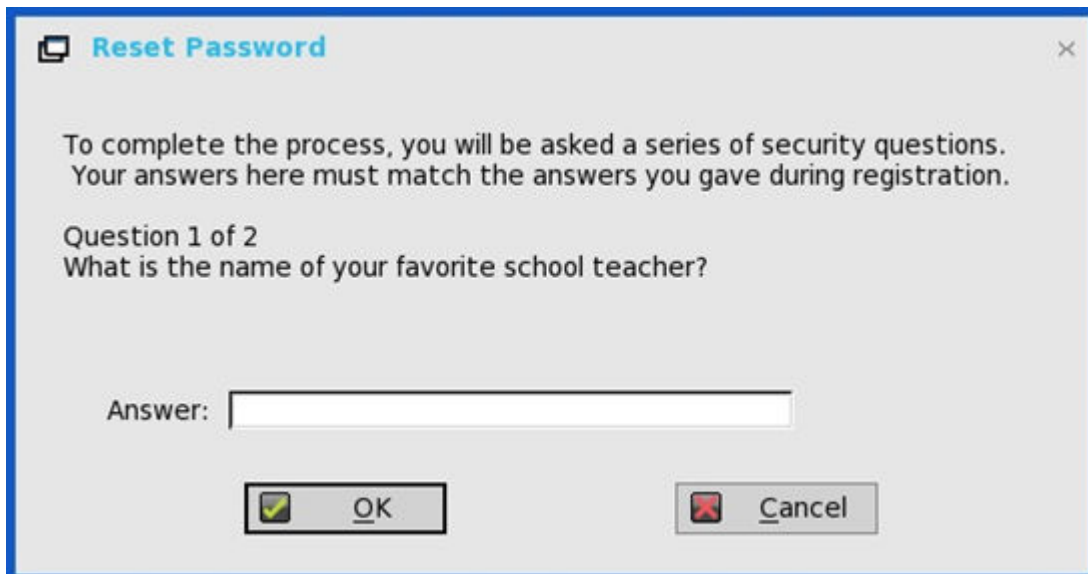 Reset Password
To complete the process, you will be asked a series of security questions.
Your answers here must match the answers you gave during registration.
Question 1 of 2
What is the name of your favorite school teacher?
Answer:
OK
Cancel